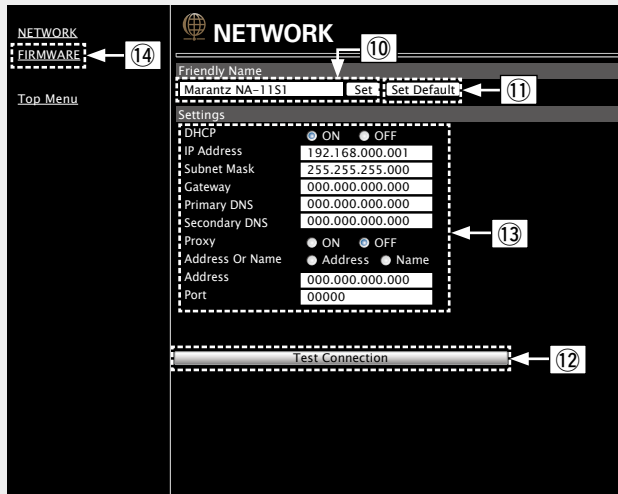 NETWORK
FIRMWARE
⑭
Top Menu
NETWORK
⑩
Friendly Name
Marantz NA-11S1 Set Set Default
⑪
Settings
DHCP ON OFF
IP Address 192.168.000.001
Subnet Mask 255.255.255.000
Gateway 000.000.000.000
Primary DNS 000.000.000.000
Secondary DNS 000.000.000.000
⑬
Proxy ON OFF
Address Or Name Address Name
Address 000.000.000.000
Port 00000
Test Connection
⑫